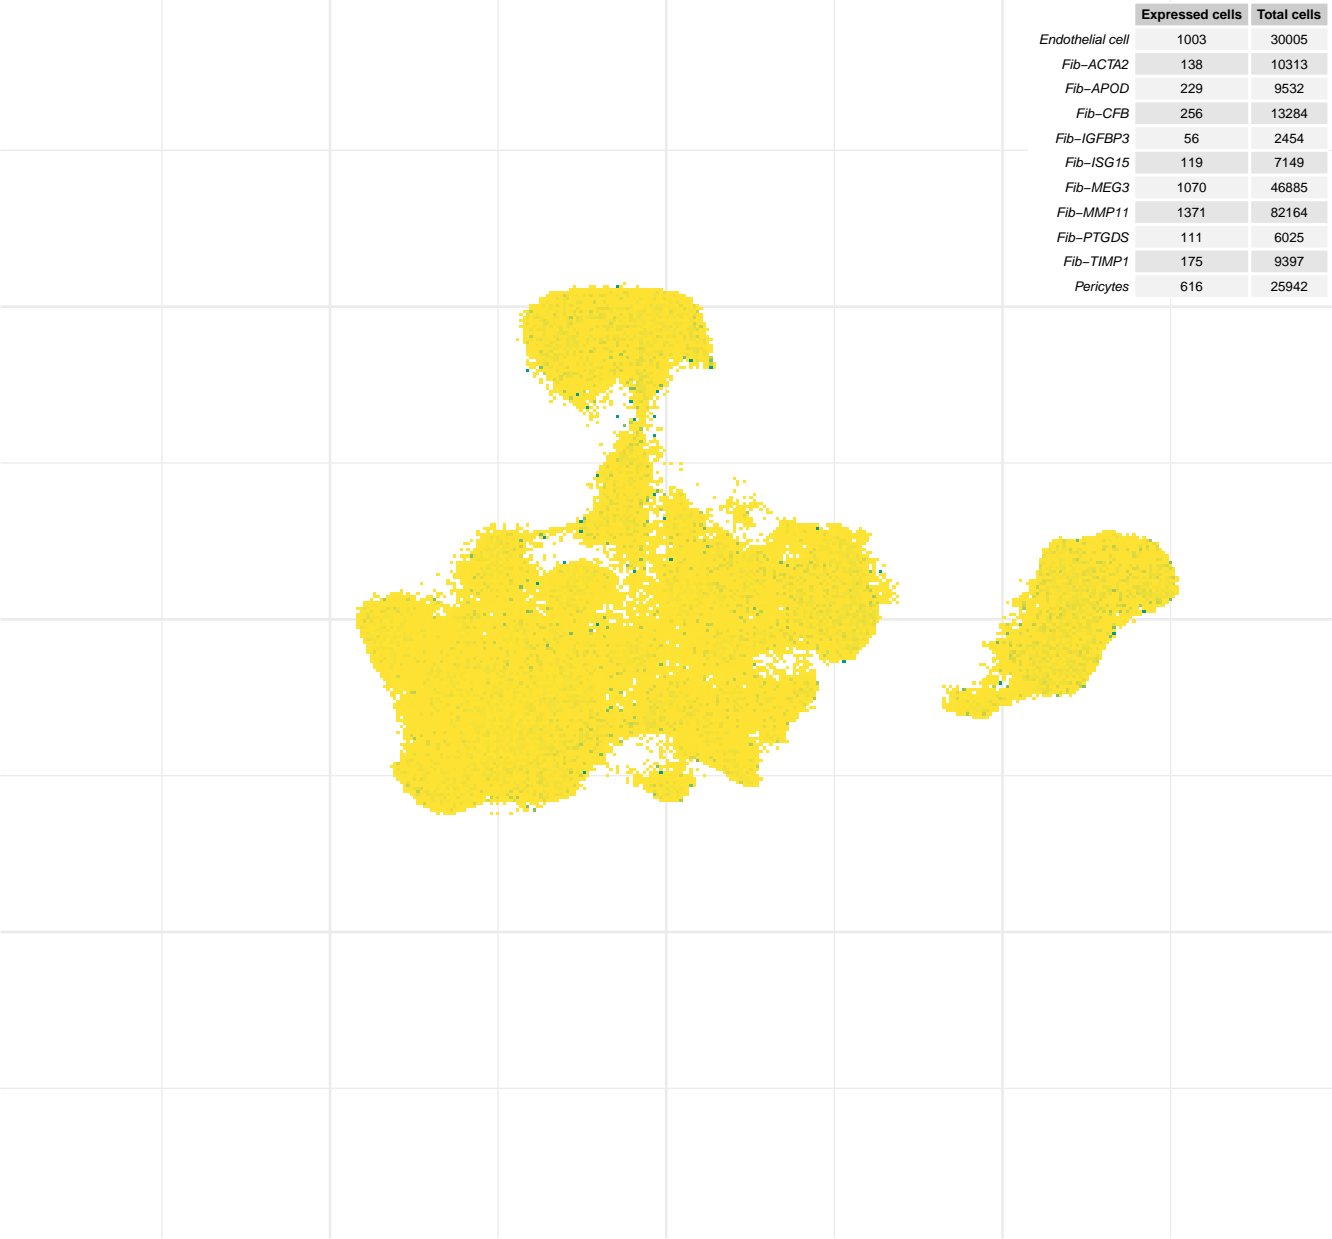 Expressed cells Total cells
Endothelial cell 1003 30005
Fib−ACTA2 138 10313
Fib−APOD 229 9532
Fib−CFB 256 13284
Fib−IGFBP3 56 2454
Fib−ISG15 119 7149
Fib−MEG3 1070 46885
Fib−MMP11 1371 82164
Fib−PTGDS 111 6025
Fib−TIMP1 175 9397
Pericytes 616 25942